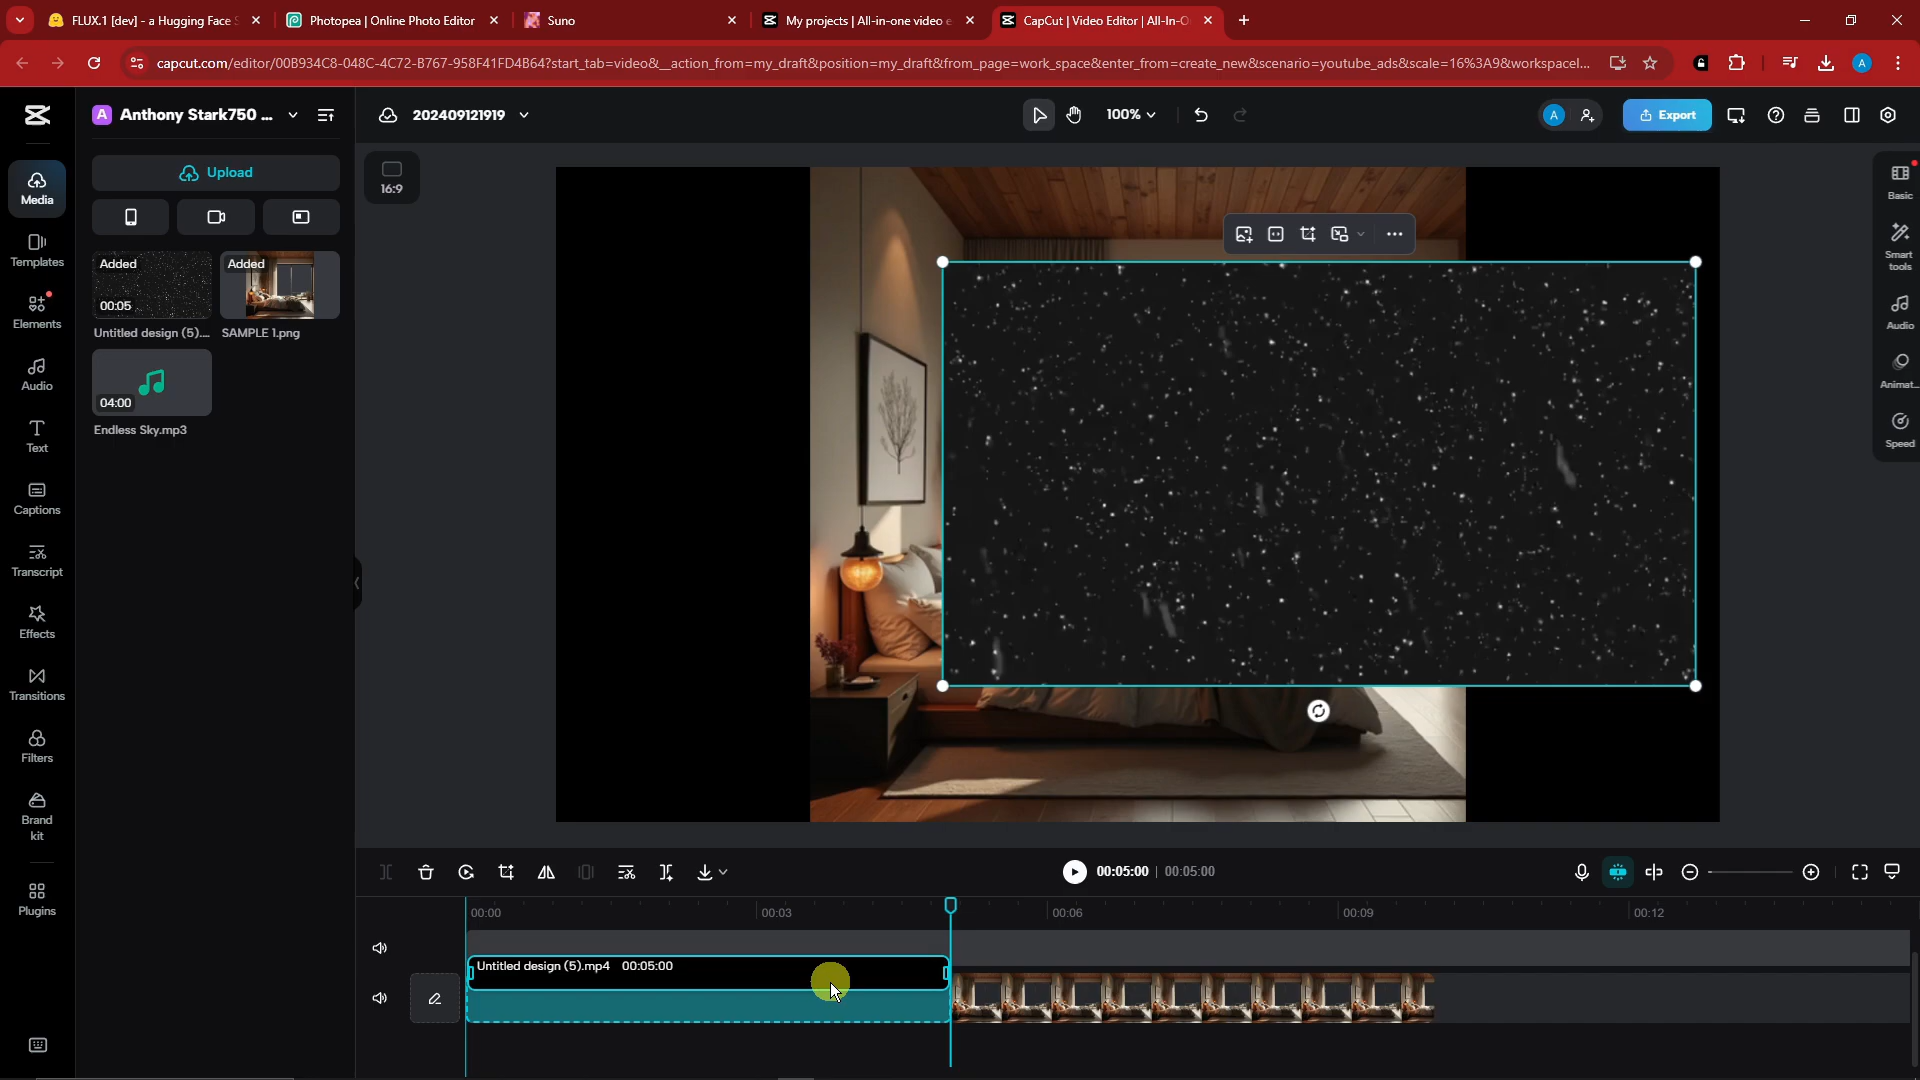 FLUX.1 [dev] - a Hugging Face S
Photopea | Online Photo Editor
Suno
My projects | All-in-one video e
CapCut | Video Editor | All-In-O
capcut.com/editor/00B934C8-048C-4C72-B767-958F41FD4B64?start_tab=video&__action_from=my_draft&position=my_draft&from_page=work_space&enter_from=create_new&scenario=youtube_ads&scale=16%3A9&workspaceI...
A
A Anthony Stark750 ...
202409121919
100%
A
Export
Media
Templates
Elements
Audio
Text
Captions
Transcript
Effects
Transitions
Filters
Brand
kit
Plugins
Upload
Added
00:05
Untitled design (5)....
Added
SAMPLE 1.png
04:00
Endless Sky.mp3
16:9
Basic
Smart
tools
Audio
Animat...
Speed
00:05:00 | 00:05:00
00:00
00:03
00:06
00:09
00:12
Untitled design (5).mp4 00:05:00